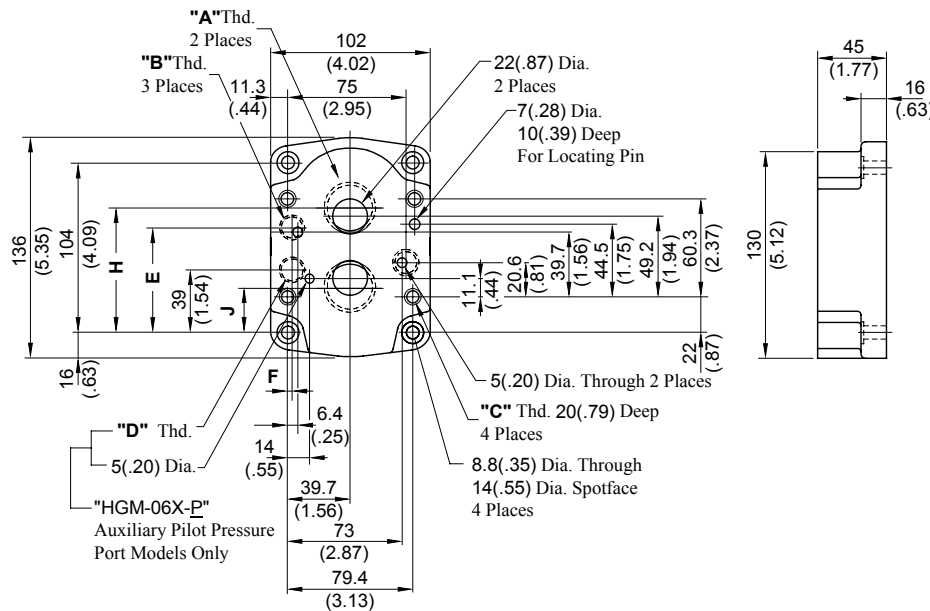 "A"Thd.
2 Places
102
(4.02)
"B"Thd.
3 Places
11.3
(.44)
75
(2.95)
22(.87) Dia.
2 Places
7(.28) Dia.
10(.39) Deep
For Locating Pin
45
(1.77)
16
(.63)
136
(5.35)
104
(4.09)
H
E
39
(1.54)
J
16
(.63)
11.1
(.44)
20.6
(.81)
39.7
(1.56)
44.5
(1.75)
49.2
(1.94)
60.3
(2.37)
22
(.87)
130
(5.12)
F
6.4
(.25)
14
(.55)
39.7
(1.56)
73
(2.87)
79.4
(3.13)
5(.20) Dia. Through 2 Places
"C" Thd. 20(.79) Deep
4 Places
8.8(.35) Dia. Through
14(.55) Dia. Spotface
4 Places
"D" Thd.
5(.20) Dia.
"HGM-06X-P"
Auxiliary Pilot Pressure
Port Models Only